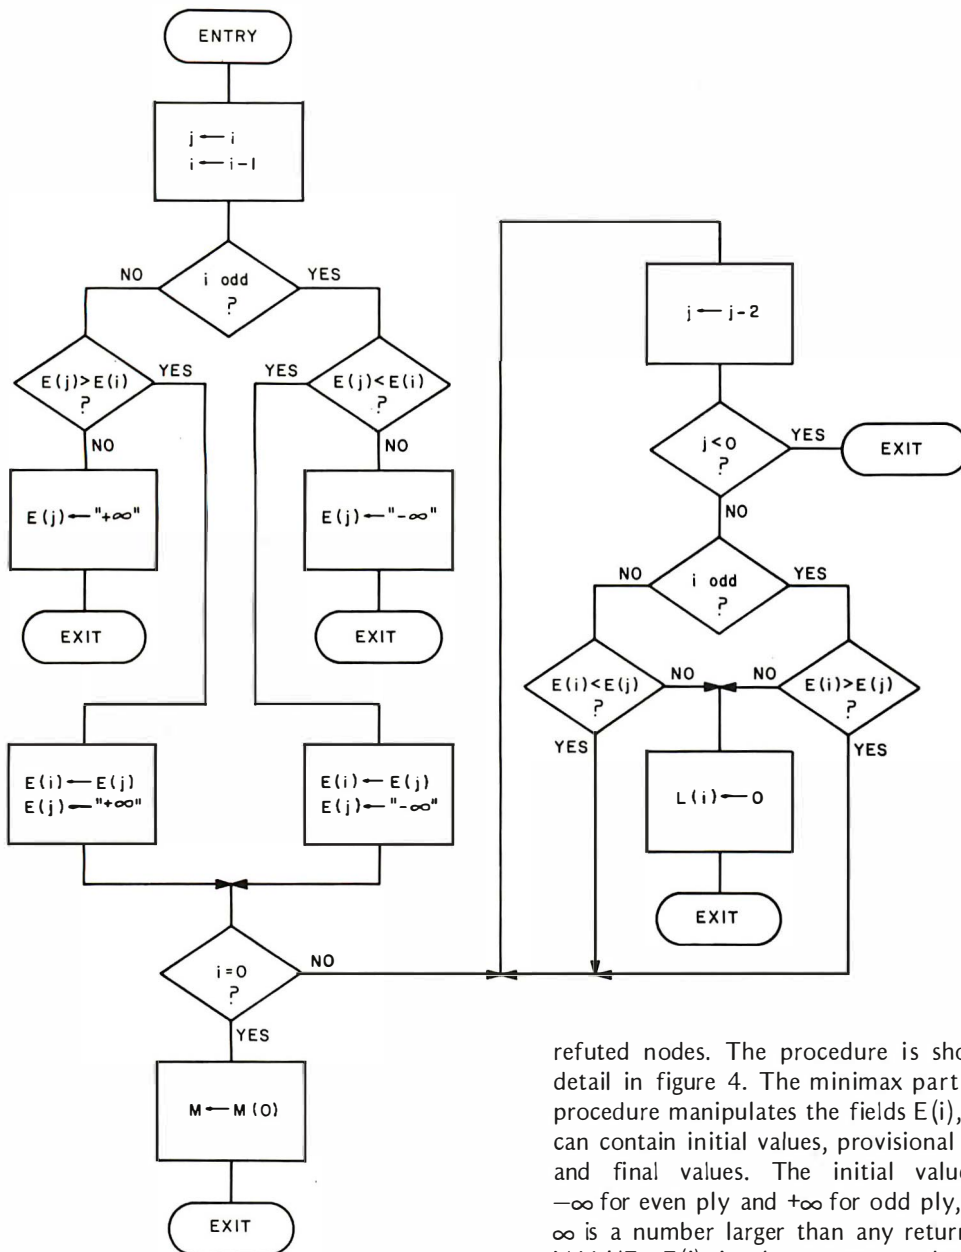 ENTRY
j ← i
i ← i-1
i odd
?
NO
YES
E(j)>E(i)
?
YES
NO
E(j)<E(i)
?
YES
NO
E(j) ← "+∞"
E(j) ← "-∞"
EXIT
EXIT
E(i) ← E(j)
E(j) ← "+∞"
E(i) ← E(j)
E(j) ← "-∞"
i=0
?
NO
YES
M ← M(0)
EXIT
j ← j-2
j<0
?
YES
EXIT
NO
i odd
?
NO
YES
E(i)<E(j)
?
NO
YES
E(i)>E(j)
?
NO
YES
L(i) ← 0
EXIT
refuted nodes. The procedure is
detail in figure 4. The minimax part
procedure manipulates the fields E(i),
can contain initial values, provisional
and final values. The initial
−∞ for even ply and +∞ for odd ply,
∞ is a number larger than any